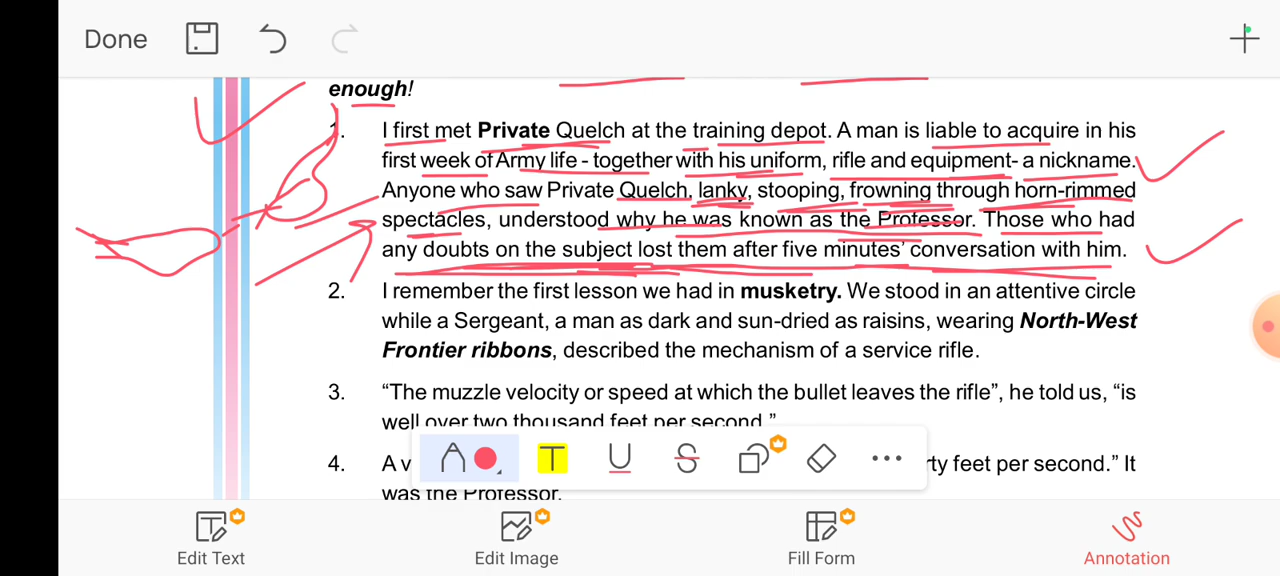 Done
enough!
1. I first met Private Quelch at the training depot. A man is liable to acquire in his
first week of Army life - together with his uniform, rifle and equipment- a nickname.
Anyone who saw Private Quelch, lanky, stooping, frowning through horn-rimmed
spectacles, understood why he was known as the Professor. Those who had
any doubts on the subject lost them after five minutes' conversation with him.
2. I remember the first lesson we had in musketry. We stood in an attentive circle
while a Sergeant, a man as dark and sun-dried as raisins, wearing North-West
Frontier ribbons, described the mechanism of a service rifle.
3. “The muzzle velocity or speed at which the bullet leaves the rifle”, he told us, “is
well over two thousand feet per second.”
4. A v rty feet per second.” It
was the Professor.
Edit Text
Edit Image
Fill Form
Annotation